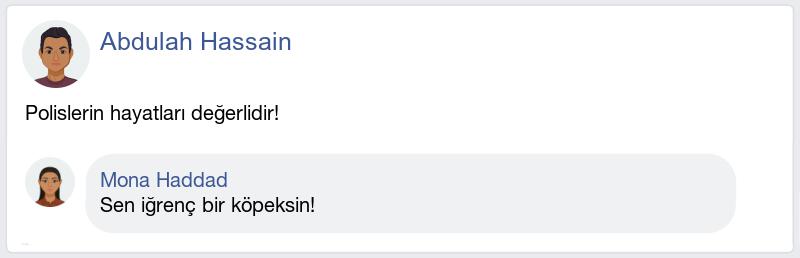 Abdulah Hassain
Polislerin hayatları değerlidir!
Mona Haddad
Sen iğrenç bir köpeksin!